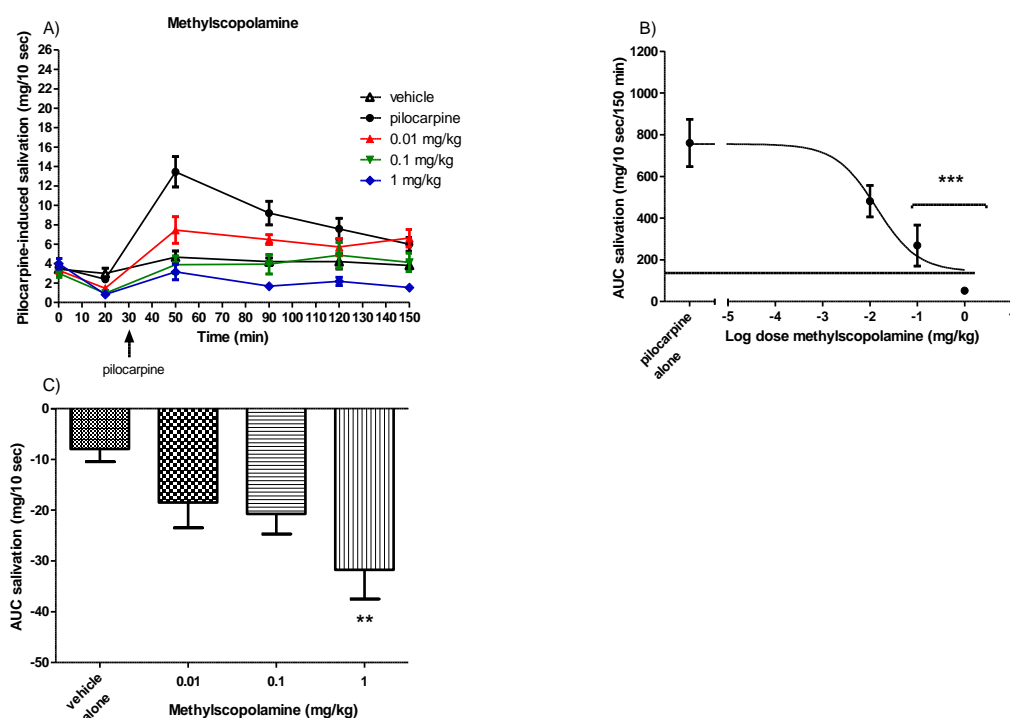 A)
Methylscopolamine
Pilocarpine-induced salivation (mg/10 sec)
26
24
22
20
18
16
14
12
10
8
6
4
2
0
0 10 20 30 40 50 60 70 80 90 100 110 120 130 140 150
Time (min)
pilocarpine
vehicle
pilocarpine
0.01 mg/kg
0.1 mg/kg
1 mg/kg
B)
AUC salivation (mg/10 sec/150 min)
1200
1000
800
600
400
200
0
***
pilocarpine
alone
-5 -4 -3 -2 -1 0 1
Log dose methylscopolamine (mg/kg)
C)
AUC salivation (mg/10 sec)
0
-10
-20
-30
-40
-50
**
vehicle
alone
0.01 0.1 1
Methylscopolamine (mg/kg)